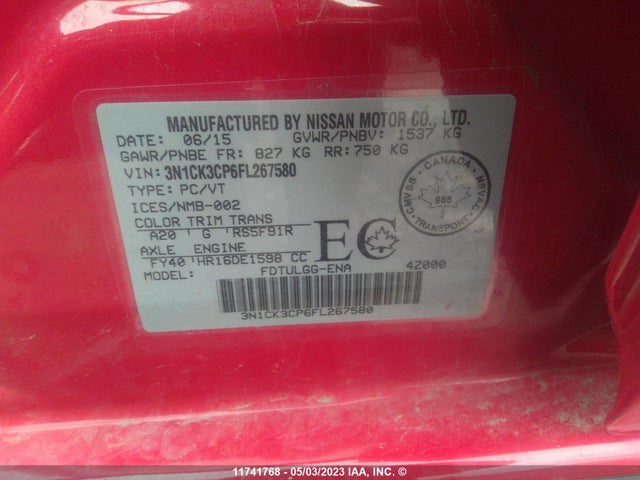 MANUFACTURED BY NISSAN MOTOR CO., LTD.
DATE: 06/15 GVWR/PNBV: 1537 KG
GAWR/PNBE FR: 827 KG RR: 750 KG
VIN: 3N1CK3CP6FL267580
TYPE: PC/VT
ICES/NMB-002
COLOR TRIM TRANS
A20 G RS5F91R
AXLE ENGINE
FY40 HR16DE1598 CC
MODEL: FDTULGG-ENA 4Z000
EC
CANADA
CMVSS NSVAC
986
TRANSPORT
3N1CK3CP6FL267580
11741768 - 05/03/2023 IAA, INC. ©